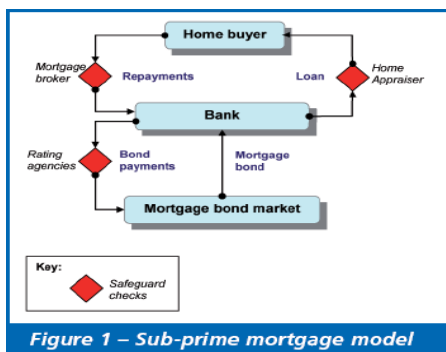 Home buyer
Mortgage
broker
Repayments
Loan
Home
Appraiser
Bank
Rating
agencies
Bond
payments
Mortgage
bond
Mortgage bond market
Key:
Safeguard
checks
Figure 1 – Sub-prime mortgage model